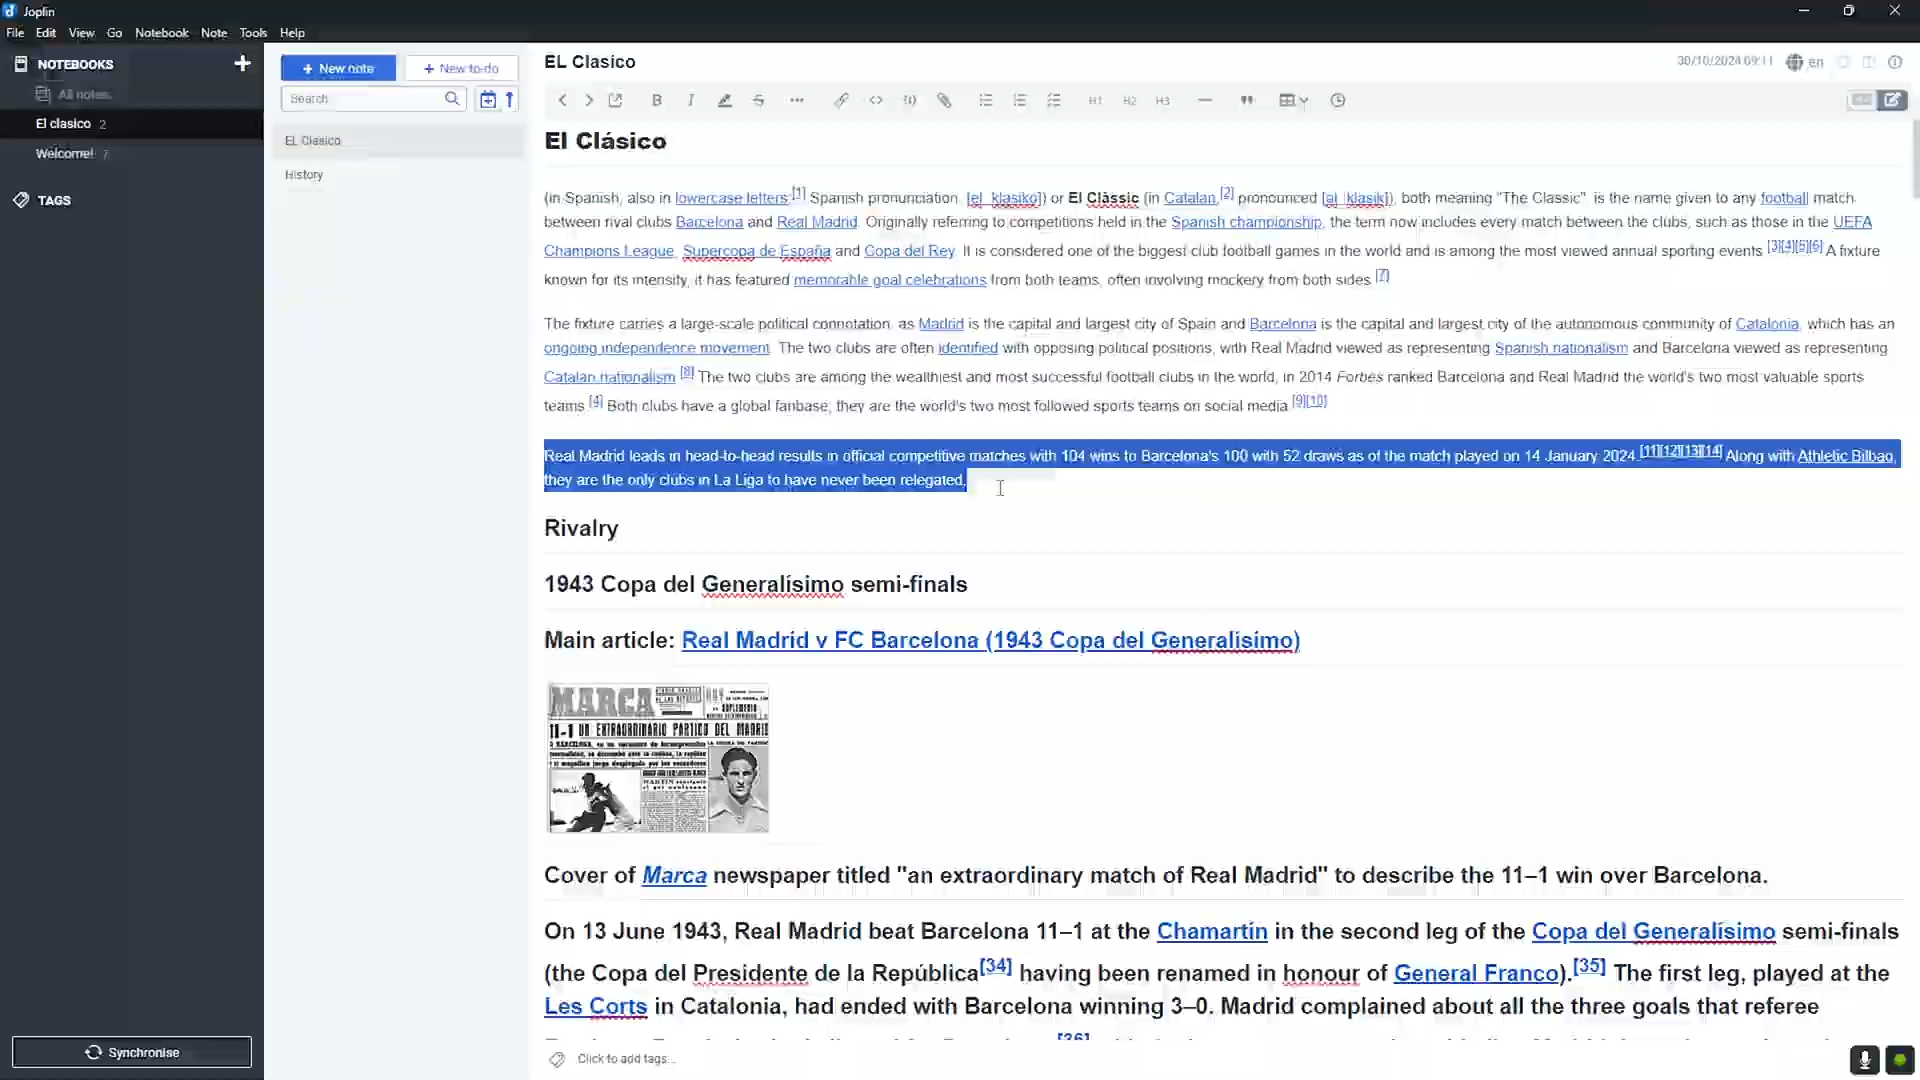 Joplin
File Edit View Go Notebook Note Tools Help
NOTEBOOKS
All notes
El clasico 2
Welcome! 7
TAGS
Synchronise
New note
New to-do
Search
EL Clasico
History
EL Clasico
30/10/2024 09:11
en
H1 H2 H3
El Clásico
(in Spanish, also in lowercase letters;[1] Spanish pronunciation: [el ˈklasiko]) or El Clàssic (in Catalan,[2] pronounced [əl ˈklasik]), both meaning "The Classic", is the name given to any football match
between rival clubs Barcelona and Real Madrid. Originally referring to competitions held in the Spanish championship, the term now includes every match between the clubs, such as those in the UEFA
Champions League, Supercopa de España and Copa del Rey. It is considered one of the biggest club football games in the world and is among the most viewed annual sporting events.[3][4][5][6] A fixture
known for its intensity, it has featured memorable goal celebrations from both teams, often involving mockery from both sides.[7]
The fixture carries a large-scale political connotation, as Madrid is the capital and largest city of Spain and Barcelona is the capital and largest city of the autonomous community of Catalonia, which has an
ongoing independence movement. The two clubs are often identified with opposing political positions, with Real Madrid viewed as representing Spanish nationalism and Barcelona viewed as representing
Catalan nationalism.[8] The two clubs are among the wealthiest and most successful football clubs in the world; in 2014 Forbes ranked Barcelona and Real Madrid the world's two most valuable sports
teams.[4] Both clubs have a global fanbase; they are the world's two most followed sports teams on social media.[9][10]
Real Madrid leads in head-to-head results in official competitive matches with 104 wins to Barcelona's 100 with 52 draws as of the match played on 14 January 2024.[11][12][13][14] Along with Athletic Bilbao,
they are the only clubs in La Liga to have never been relegated.
Rivalry
1943 Copa del Generalísimo semi-finals
Main article: Real Madrid v FC Barcelona (1943 Copa del Generalísimo)
MARCA
11-1 UN EXTRAORDINARIO PARTIDO DEL MADRID
Cover of Marca newspaper titled "an extraordinary match of Real Madrid" to describe the 11–1 win over Barcelona.
On 13 June 1943, Real Madrid beat Barcelona 11–1 at the Chamartín in the second leg of the Copa del Generalísimo semi-finals
(the Copa del Presidente de la República[34] having been renamed in honour of General Franco).[35] The first leg, played at the
Les Corts in Catalonia, had ended with Barcelona winning 3–0. Madrid complained about all the three goals that referee
[36]
Click to add tags...